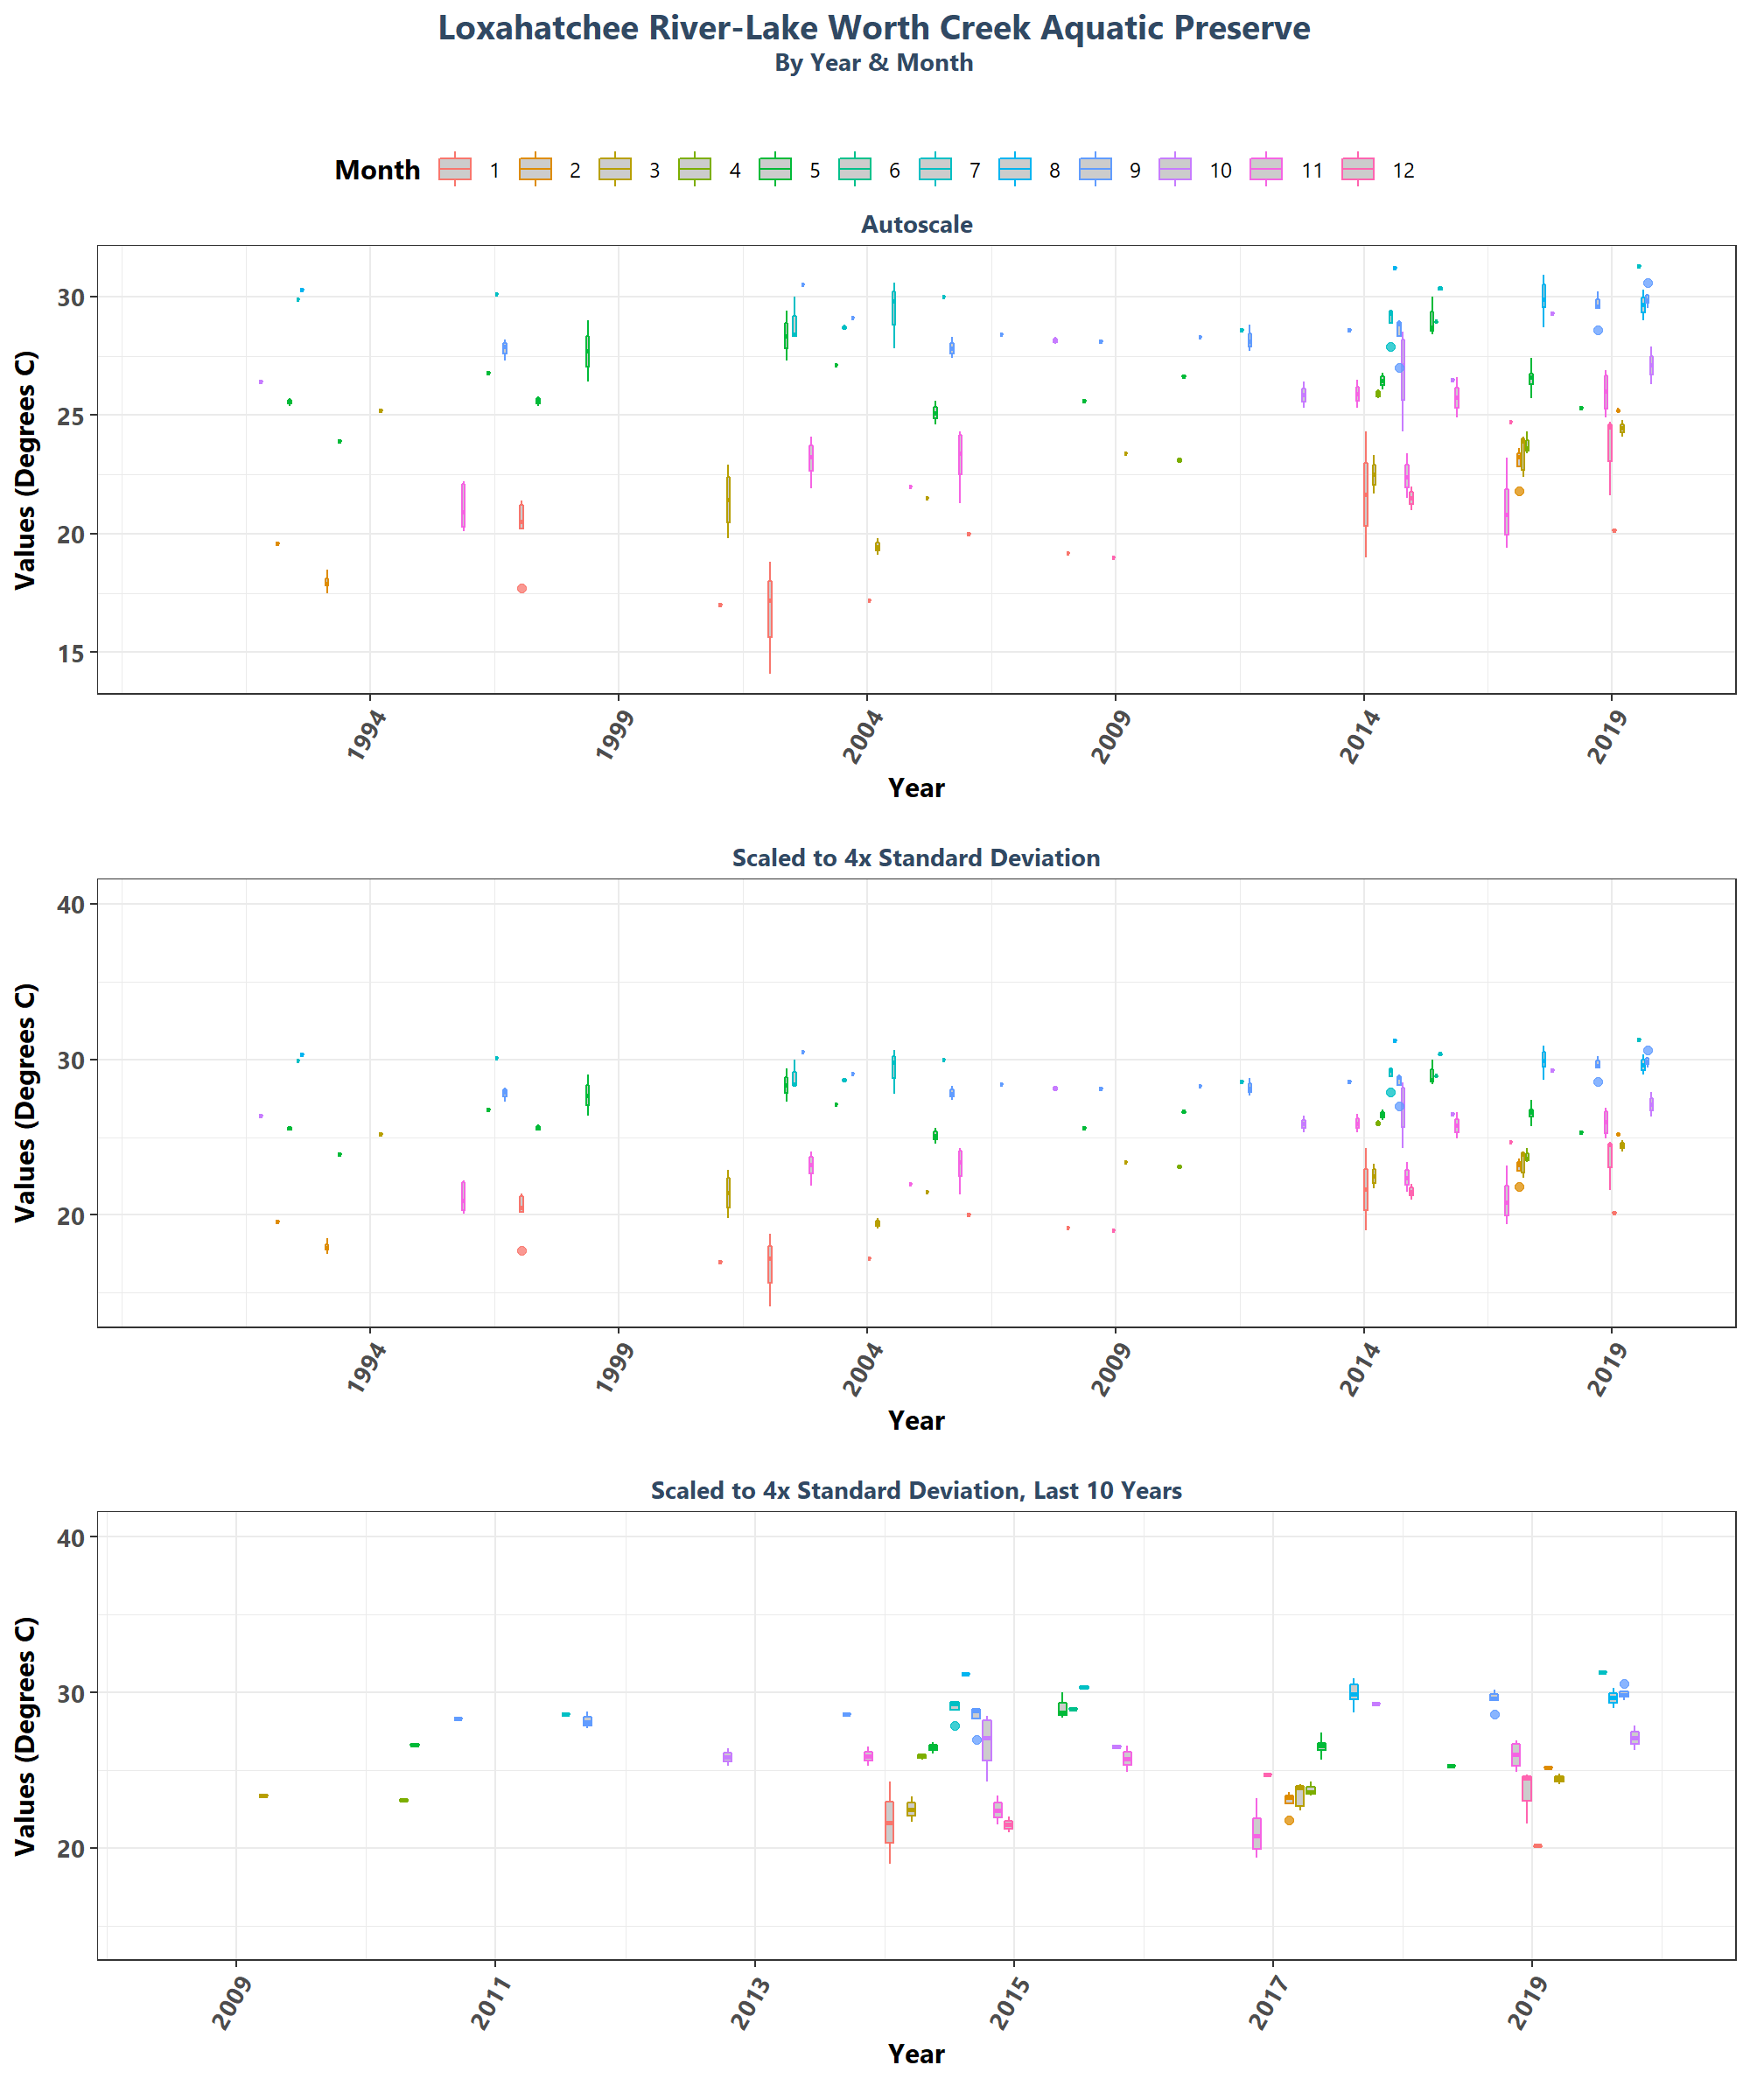 Loxahatchee River-Lake Worth Creek Aquatic Preserve
By Year & Month
Month 1 2 3 4 5 6 7 8 9 10 11 12
Autoscale
Values (Degrees C)
30
25
20
15
1994 1999 2004 2009 2014 2019
Year
Scaled to 4x Standard Deviation
Values (Degrees C)
40
30
20
1994 1999 2004 2009 2014 2019
Year
Scaled to 4x Standard Deviation, Last 10 Years
Values (Degrees C)
40
30
20
2009 2011 2013 2015 2017 2019
Year